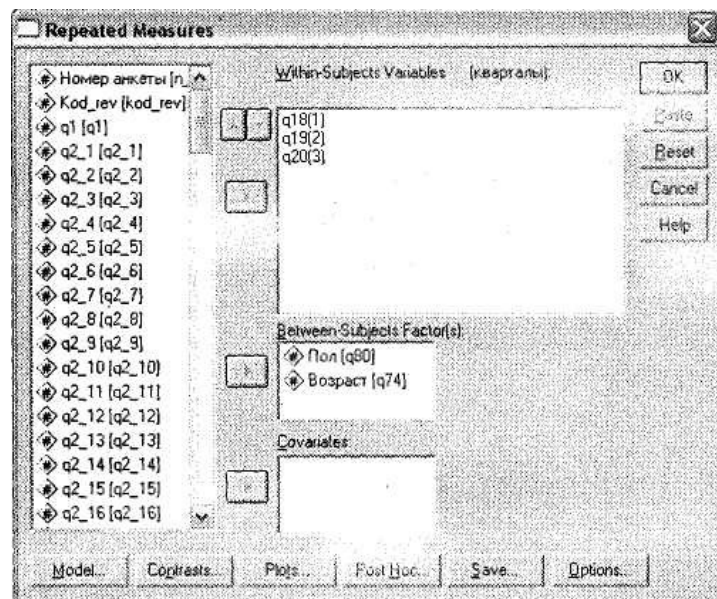 Repeated Measures
Номер анкеты [n_
Kod_rev [kod_rev]
q1 [q1]
q2_1 [q2_1]
q2_2 [q2_2]
q2_3 [q2_3]
q2_4 [q2_4]
q2_5 [q2_5]
q2_6 [q2_6]
q2_7 [q2_7]
q2_8 [q2_8]
q2_9 [q2_9]
q2_10 [q2_10]
q2_11 [q2_11]
q2_12 [q2_12]
q2_13 [q2_13]
q2_14 [q2_14]
q2_15 [q2_15]
q2_16 [q2_16]
Within-Subjects Variables (кварталы):
q18(1)
q19(2)
q20(3)
Between-Subjects Factor(s):
Пол [q80]
Возраст [q74]
Covariates:
OK
Paste
Reset
Cancel
Help
Model... Contrasts... Plots... Post Hoc... Save... Options...